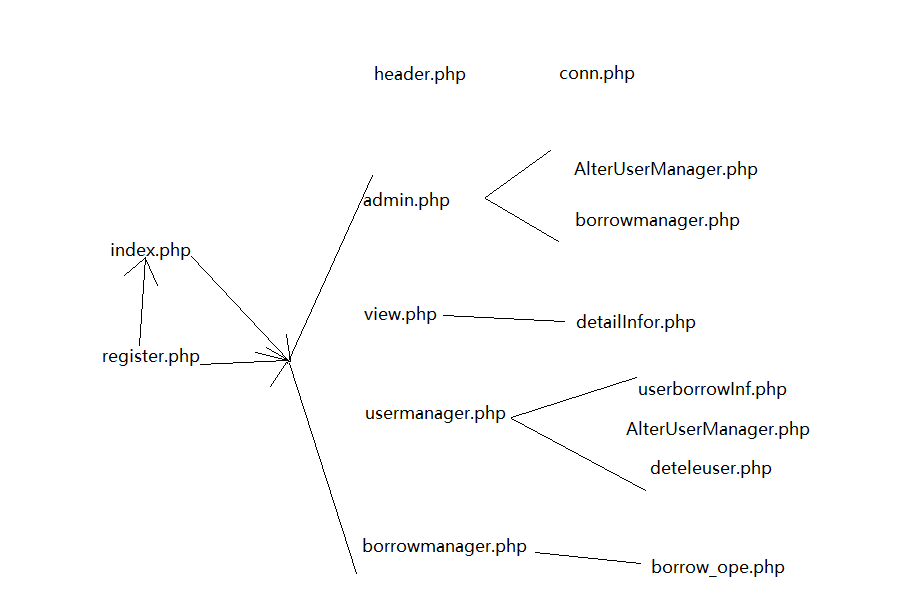 header.php
conn.php
AlterUserManager.php
admin.php
borrowmanager.php
index.php
view.php
detailInfor.php
register.php
userborrowInf.php
usermanager.php
AlterUserManager.php
deteleuser.php
borrowmanager.php
borrow_ope.php